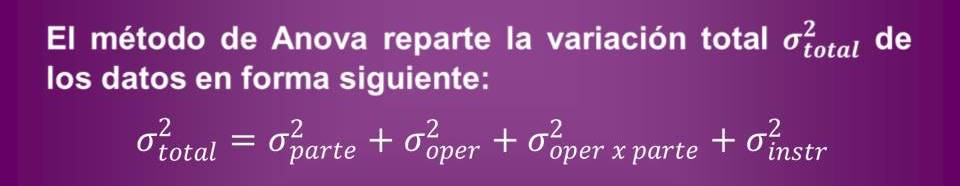 El método de Anova reparte la variación total σ²total de
los datos en forma siguiente:
σ²total = σ²parte + σ²oper + σ²oper x parte + σ²instr